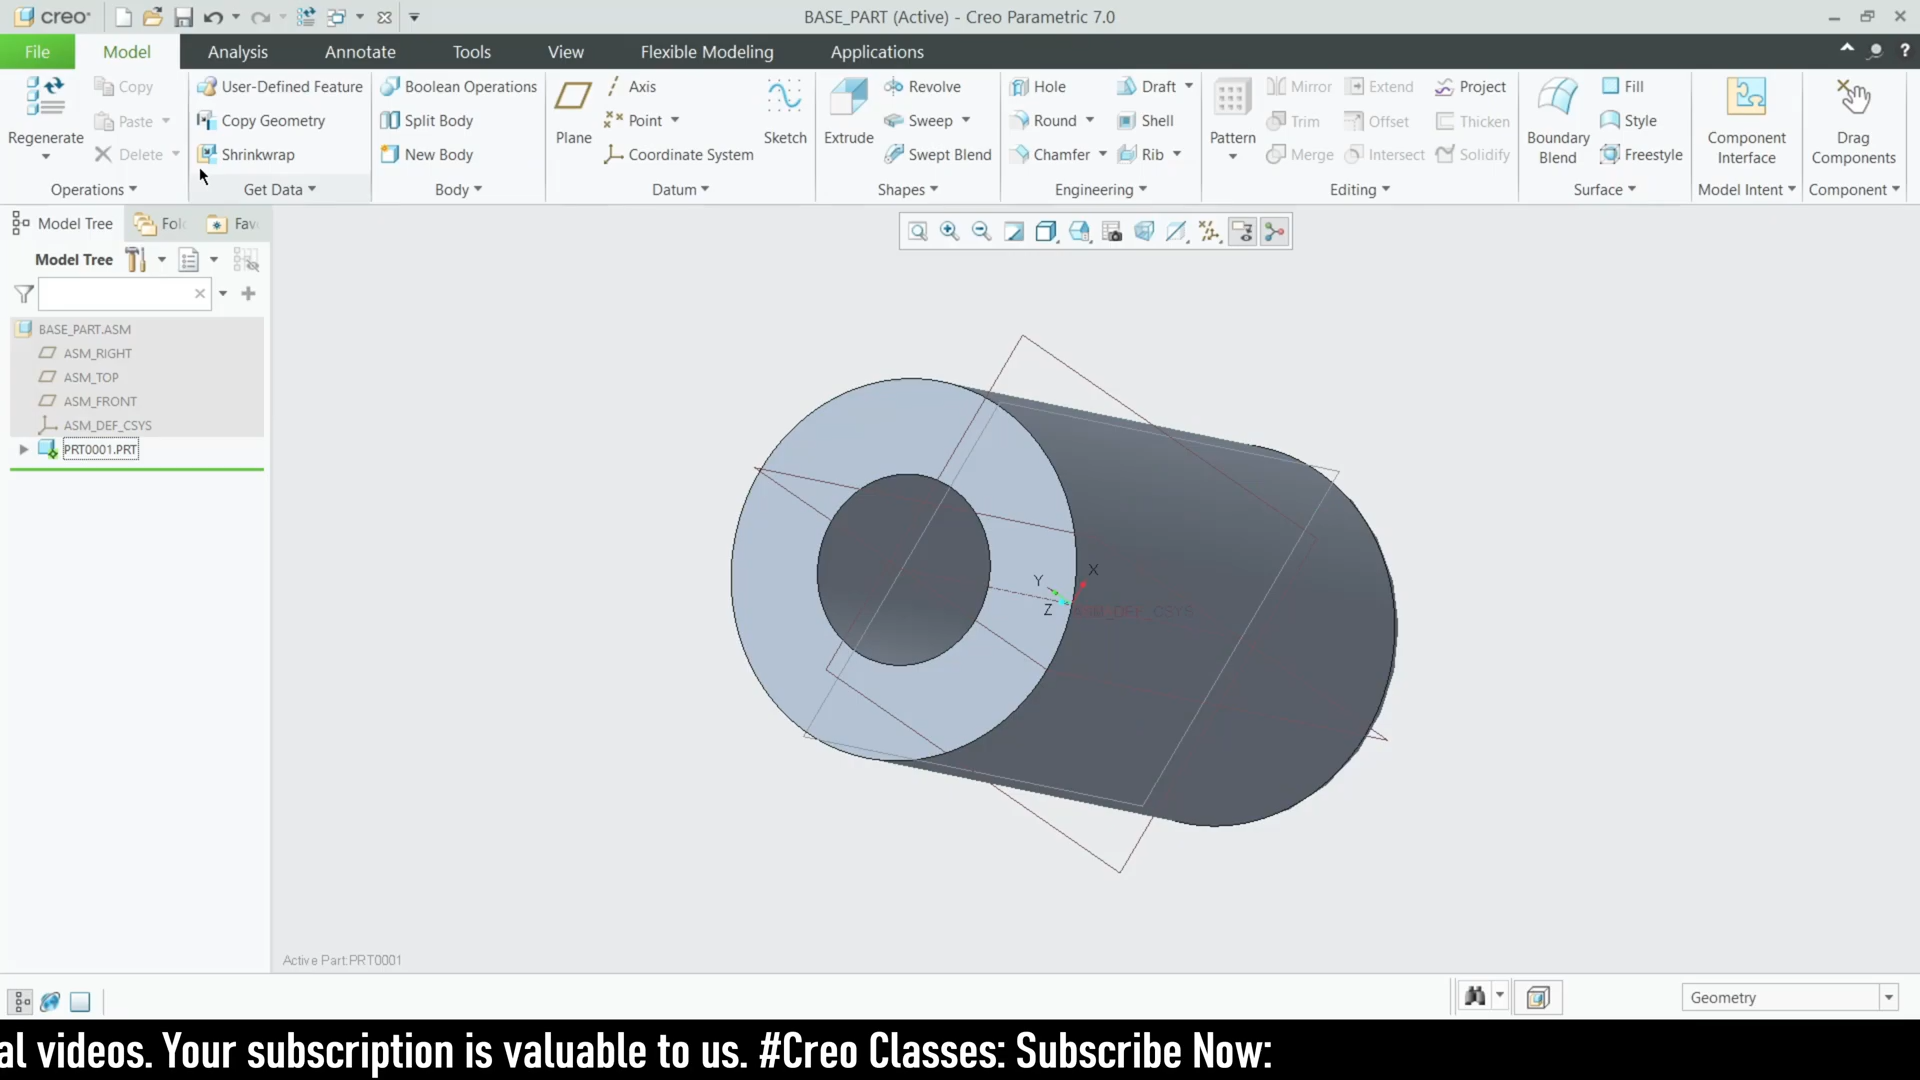 creo
BASE_PART (Active) - Creo Parametric 7.0
File Model Analysis Annotate Tools View Flexible Modeling Applications
Regenerate
Copy
Paste
Delete
Operations
User-Defined Feature
Copy Geometry
Shrinkwrap
Get Data
Boolean Operations
Split Body
New Body
Body
Plane
Axis
Point
Coordinate System
Sketch
Datum
Extrude
Revolve
Sweep
Swept Blend
Shapes
Hole
Round
Chamfer
Draft
Shell
Rib
Engineering
Pattern
Mirror
Trim
Merge
Extend
Offset
Intersect
Project
Thicken
Solidify
Editing
Boundary
Blend
Fill
Style
Freestyle
Surface
Component
Interface
Model Intent
Drag
Components
Component
Model Tree Fol Fav
Model Tree
BASE_PART.ASM
ASM_RIGHT
ASM_TOP
ASM_FRONT
ASM_DEF_CSYS
PRT0001.PRT
X
Y
Z
ASM_DEF_CSYS
Active Part:PRT0001
Geometry
al videos. Your subscription is valuable to us. #Creo Classes: Subscribe Now: